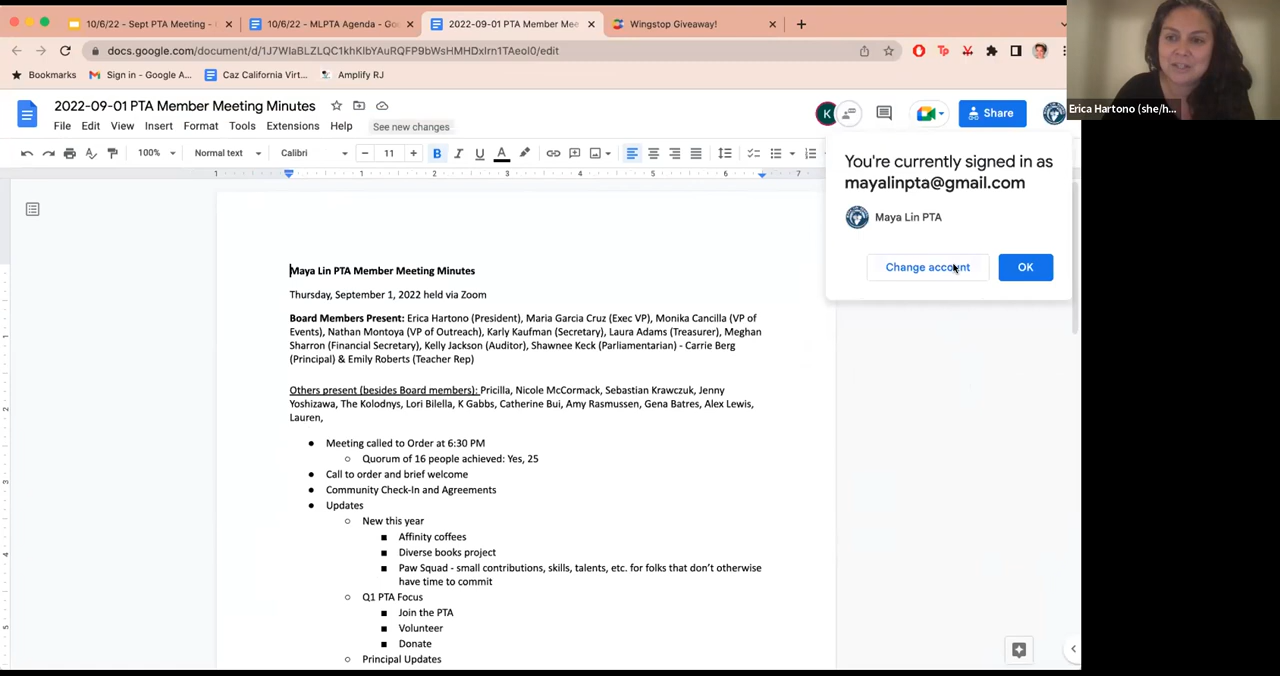 10/6/22 - Sept PTA Meeting -
10/6/22 - MLPTA Agenda - Go
2022-09-01 PTA Member Mee
Wingstop Giveaway!
docs.google.com/document/d/1J7WIaBLZLQC1khKlbYAuRQFP9bWsHMHDxIrn1TAeol0/edit
Bookmarks
Sign in - Google A...
Caz California Virt...
Amplify RJ
Erica Hartono (she/h...
2022-09-01 PTA Member Meeting Minutes
File Edit View Insert Format Tools Extensions Help
See new changes
K
Share
100%
Normal text
Calibri
11
You're currently signed in as
mayalinpta@gmail.com
Maya Lin PTA
Change account
OK
Maya Lin PTA Member Meeting Minutes
Thursday, September 1, 2022 held via Zoom
Board Members Present: Erica Hartono (President), Maria Garcia Cruz (Exec VP), Monika Cancilla (VP of
Events), Nathan Montoya (VP of Outreach), Karly Kaufman (Secretary), Laura Adams (Treasurer), Meghan
Sharron (Financial Secretary), Kelly Jackson (Auditor), Shawnee Keck (Parliamentarian) - Carrie Berg
(Principal) & Emily Roberts (Teacher Rep)
Others present (besides Board members): Pricilla, Nicole McCormack, Sebastian Krawczuk, Jenny
Yoshizawa, The Kolodnys, Lori Bilella, K Gabbs, Catherine Bui, Amy Rasmussen, Gena Batres, Alex Lewis,
Lauren,
Meeting called to Order at 6:30 PM
Quorum of 16 people achieved: Yes, 25
Call to order and brief welcome
Community Check-In and Agreements
Updates
New this year
Affinity coffees
Diverse books project
Paw Squad - small contributions, skills, talents, etc. for folks that don't otherwise
have time to commit
Q1 PTA Focus
Join the PTA
Volunteer
Donate
Principal Updates